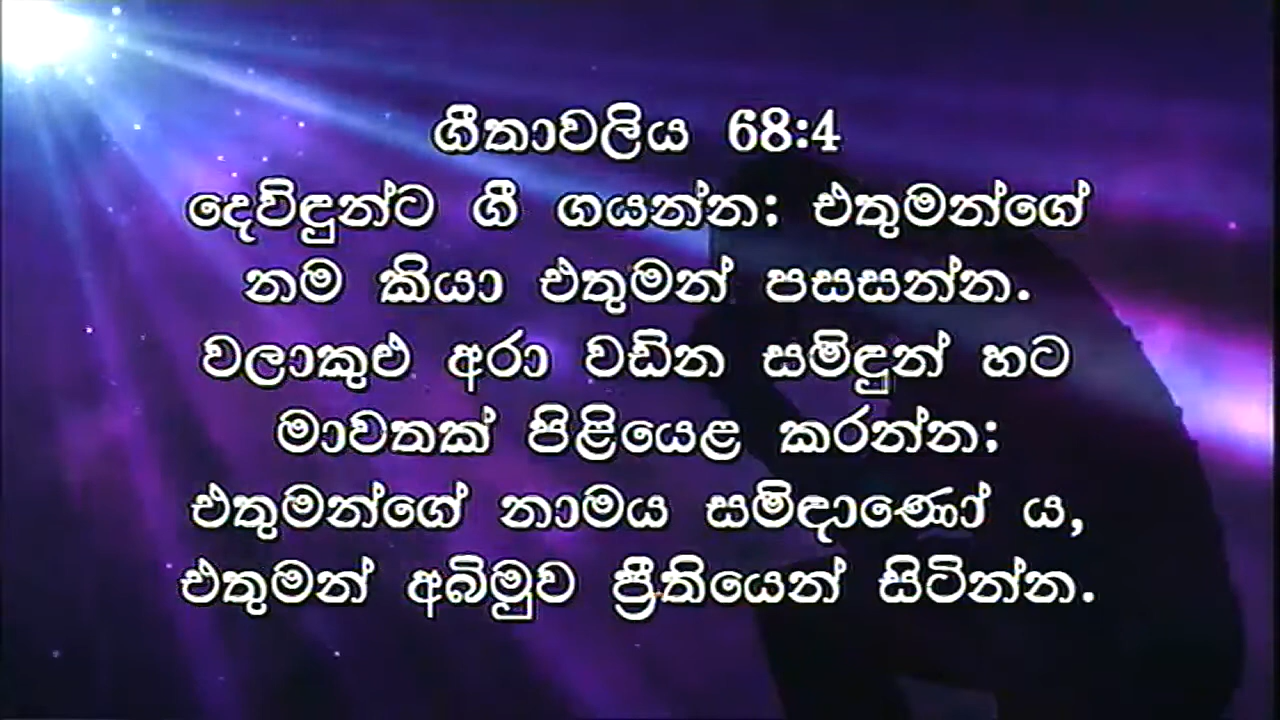 ගීතාවලිය 68:4
දෙවිඳුන්ට ගී ගයන්න; එතුමන්ගේ
නම කියා එතුමන් පසසන්න.
වලාකුළු අරා වඩින සමිඳුන් හට
මාවතක් පිළියෙළ කරන්න;
එතුමන්ගේ නාමය සමිඳාණෝ ය,
එතුමන් අබිමුව ප්‍රීතියෙන් සිටින්න.